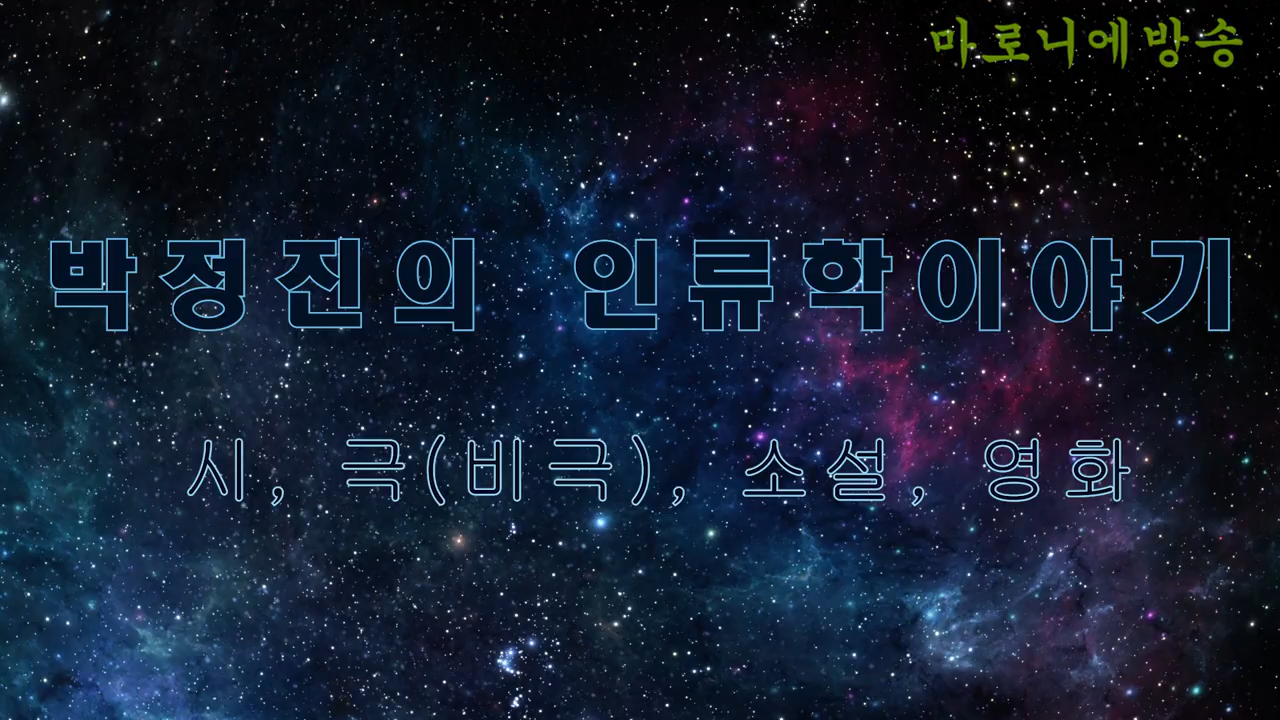 마로니에방송
박정진의 인류학이야기
시, 극(비극), 소설, 영화